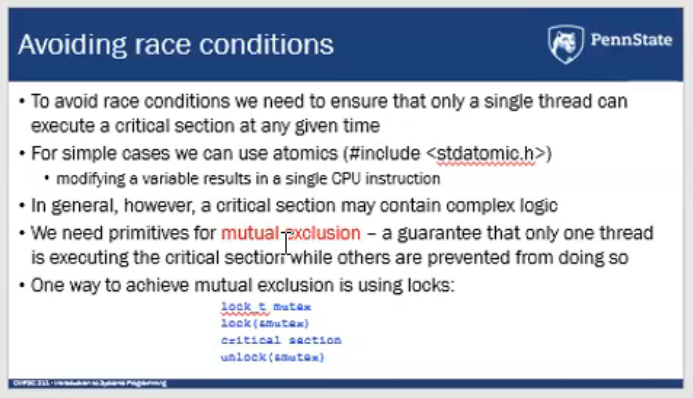 Avoiding race conditions
PennState
• To avoid race conditions we need to ensure that only a single thread can
execute a critical section at any given time
• For simple cases we can use atomics (#include <stdatomic.h>)
• modifying a variable results in a single CPU instruction
• In general, however, a critical section may contain complex logic
• We need primitives for mutual exclusion – a guarantee that only one thread
is executing the critical section while others are prevented from doing so
• One way to achieve mutual exclusion is using locks:
lock_t mutex
lock(&mutex)
critical section
unlock(&mutex)
CMPSC 311 - Introduction to Systems Programming